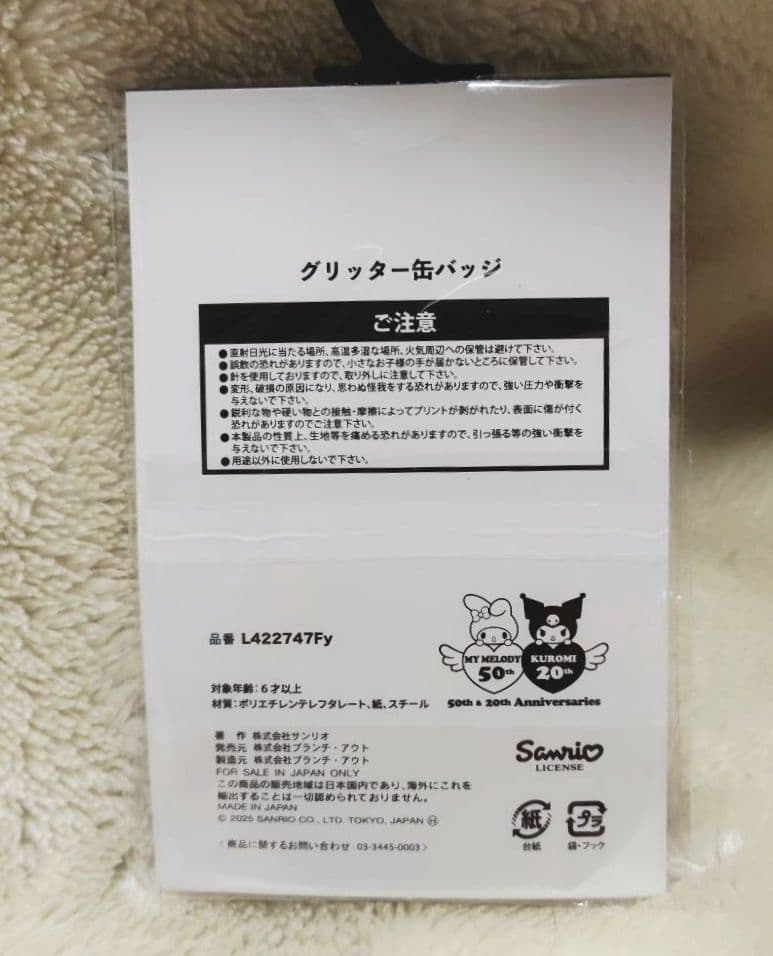 グリッター缶バッジ
ご注意
●直射日光に当たる場所、高温多湿な場所、火気周辺への保管は避けて下さい。
●誤飲の恐れがありますので、小さなお子様の手が届かないところに保管して下さい。
●針を使用しておりますので、取り外しに注意して下さい。
●変形、破損の原因になり、思わぬ怪我をする恐れがありますので、強い圧力や衝撃を
与えないで下さい。
●鋭利な物や硬い物との接触・摩擦によってプリントが剥がれたり、表面に傷が付く
恐れがありますのでご注意下さい。
●本製品の性質上、生地等を痛める恐れがありますので、引っ張る等の強い衝撃を
与えないで下さい。
●用途以外に使用しないで下さい。
品番 L422747Fy
MY MELODY
50th
KUROMI
20th
50th & 20th Anniversaries
対象年齢：6才以上
材質：ポリエチレンテレフタレート、紙、スチール
著　作 株式会社サンリオ
発売元 株式会社ブランチ・アウト
製造元 株式会社ブランチ・アウト
FOR SALE IN JAPAN ONLY
この商品の販売地域は日本国内であり、海外にこれを
輸出することは一切認められておりません。
MADE IN JAPAN
© 2025 SANRIO CO., LTD. TOKYO, JAPAN Ⓗ
〈商品に関するお問い合わせ 03-3445-0003〉
Sanrio
LICENSE
紙
台紙
プラ
袋・フック